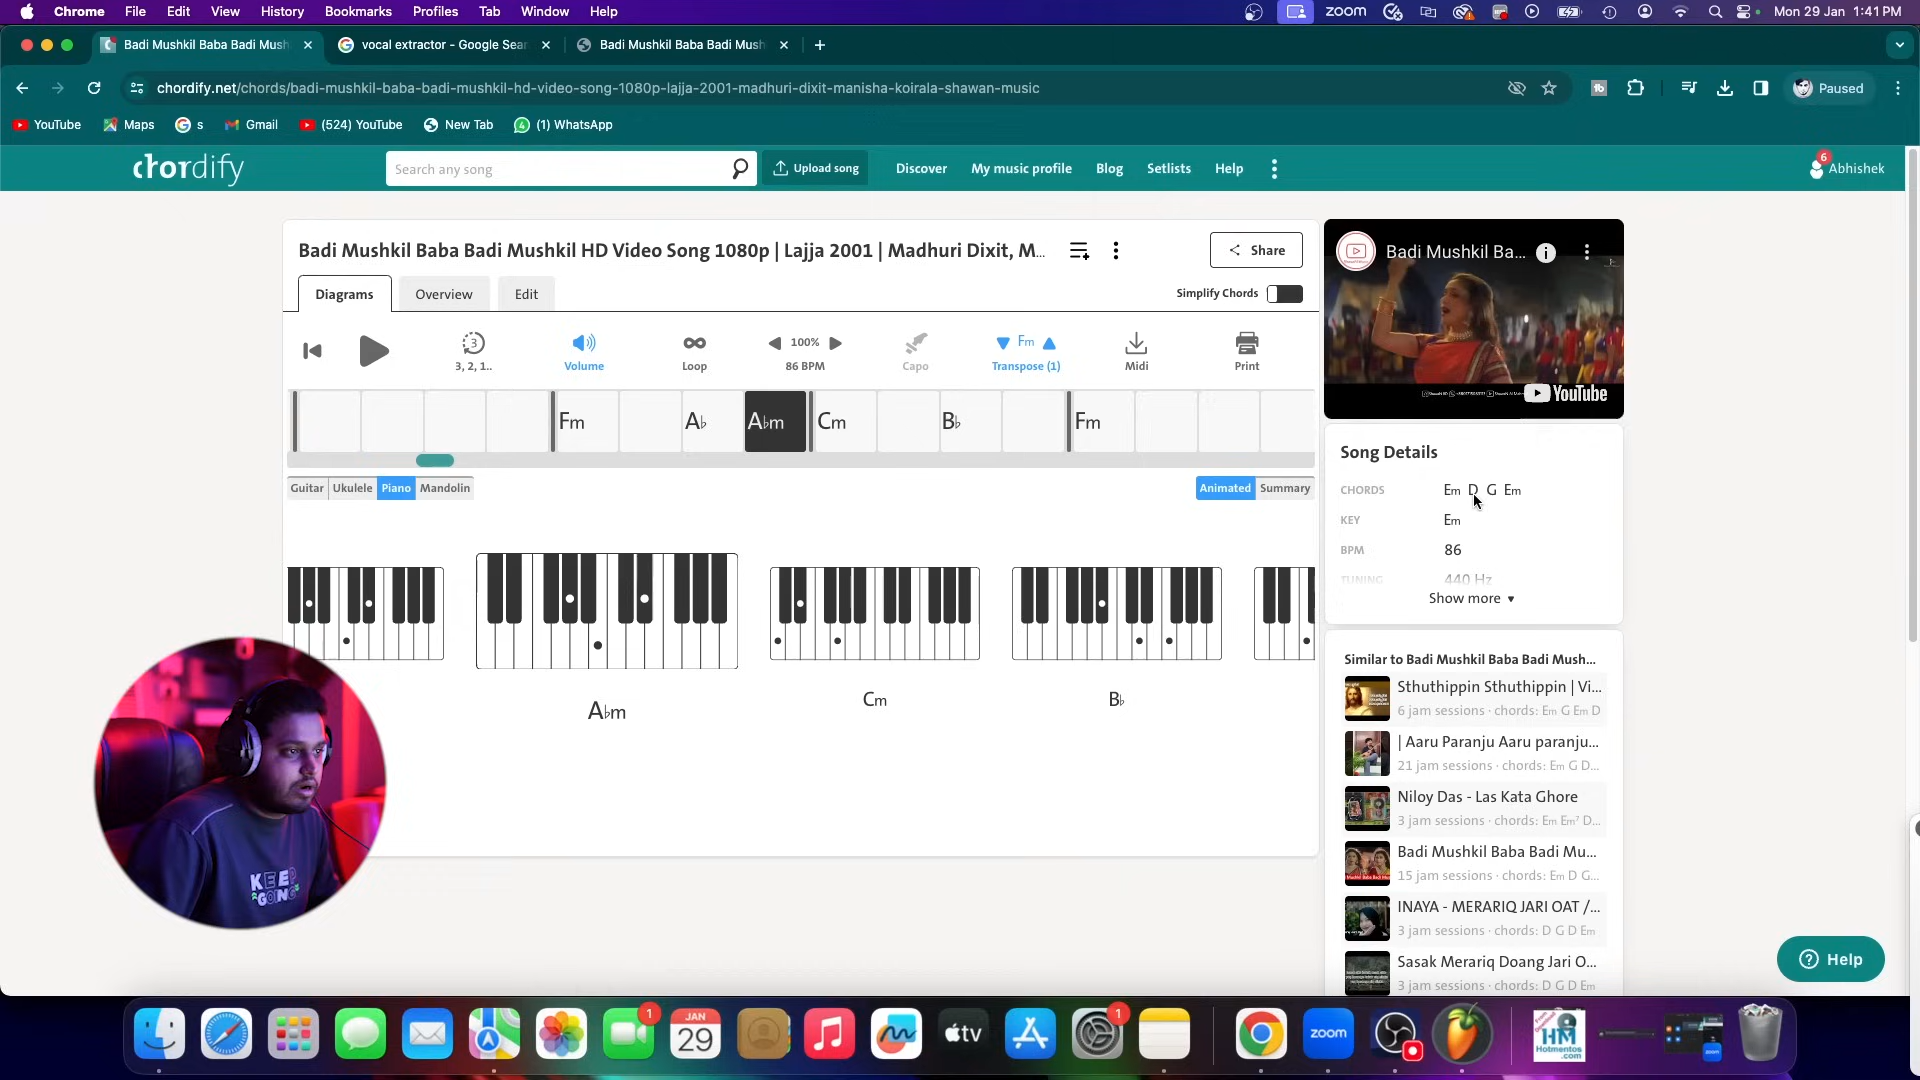 Chrome File Edit View History Bookmarks Profiles Tab Window Help zoom Mon 29 Jan 1:41 PM
Badi Mushkil Baba Badi Mush vocal extractor - Google Sear Badi Mushkil Baba Badi Mush
chordify.net/chords/badi-mushkil-baba-badi-mushkil-hd-video-song-1080p-lajja-2001-madhuri-dixit-manisha-koirala-shawan-music Paused
YouTube Maps s Gmail (524) YouTube New Tab (1) WhatsApp
chordify Search any song Upload song Discover My music profile Blog Setlists Help 6 Abhishek
Badi Mushkil Baba Badi Mushkil HD Video Song 1080p | Lajja 2001 | Madhuri Dixit, M... Share
Diagrams Overview Edit Simplify Chords
3 100% Fm
3, 2, 1.. Volume Loop 86 BPM Capo Transpose (1) Midi Print
Fm A♭ A♭m Cm B♭ Fm
Guitar Ukulele Piano Mandolin Animated Summary
A♭m Cm B♭
Badi Mushkil Ba...
YouTube
Song Details
CHORDS Em D G Em
KEY Em
BPM 86
TUNING 440 Hz
Show more
Similar to Badi Mushkil Baba Badi Mush...
Sthuthippin Sthuthippin | Vi...
6 jam sessions · chords: Em G Em D
| Aaru Paranju Aaru paranju...
21 jam sessions · chords: Em G D...
Niloy Das - Las Kata Ghore
3 jam sessions · chords: Em Em⁷ D...
Badi Mushkil Baba Badi Mu...
15 jam sessions · chords: Em D G...
INAYA - MERARIQ JARI OAT /...
3 jam sessions · chords: D G D Em
Sasak Merariq Doang Jari O...
3 jam sessions · chords: D G D Em
Help
KEEP
GOING
1 JAN 29 tv 1 zoom HM Hotmentos.com zoom